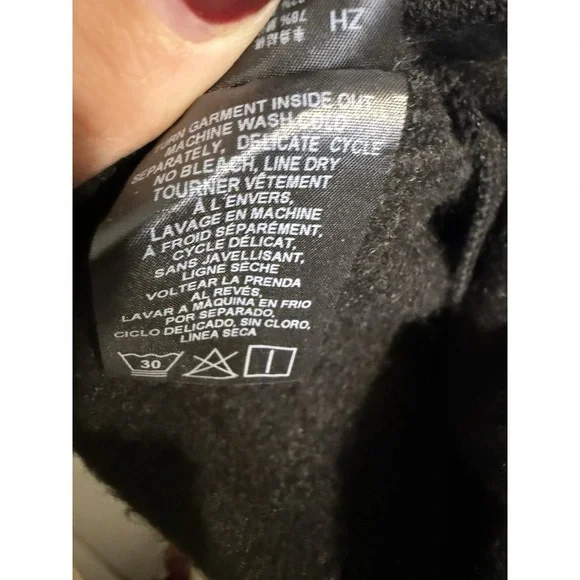 HZ
78%
TURN GARMENT INSIDE OUT
MACHINE WASH COLD
SEPARATELY, DELICATE CYCLE
NO BLEACH, LINE DRY
TOURNER VÊTEMENT
À L'ENVERS,
LAVAGE EN MACHINE
À FROID SÉPARÉMENT,
CYCLE DÉLICAT,
SANS JAVELLISANT,
LIGNE SÈCHE
VOLTEAR LA PRENDA
AL REVÉS,
LAVAR A MÁQUINA EN FRIO
POR SEPARADO,
CICLO DELICADO, SIN CLORO,
LÍNEA SECA
30